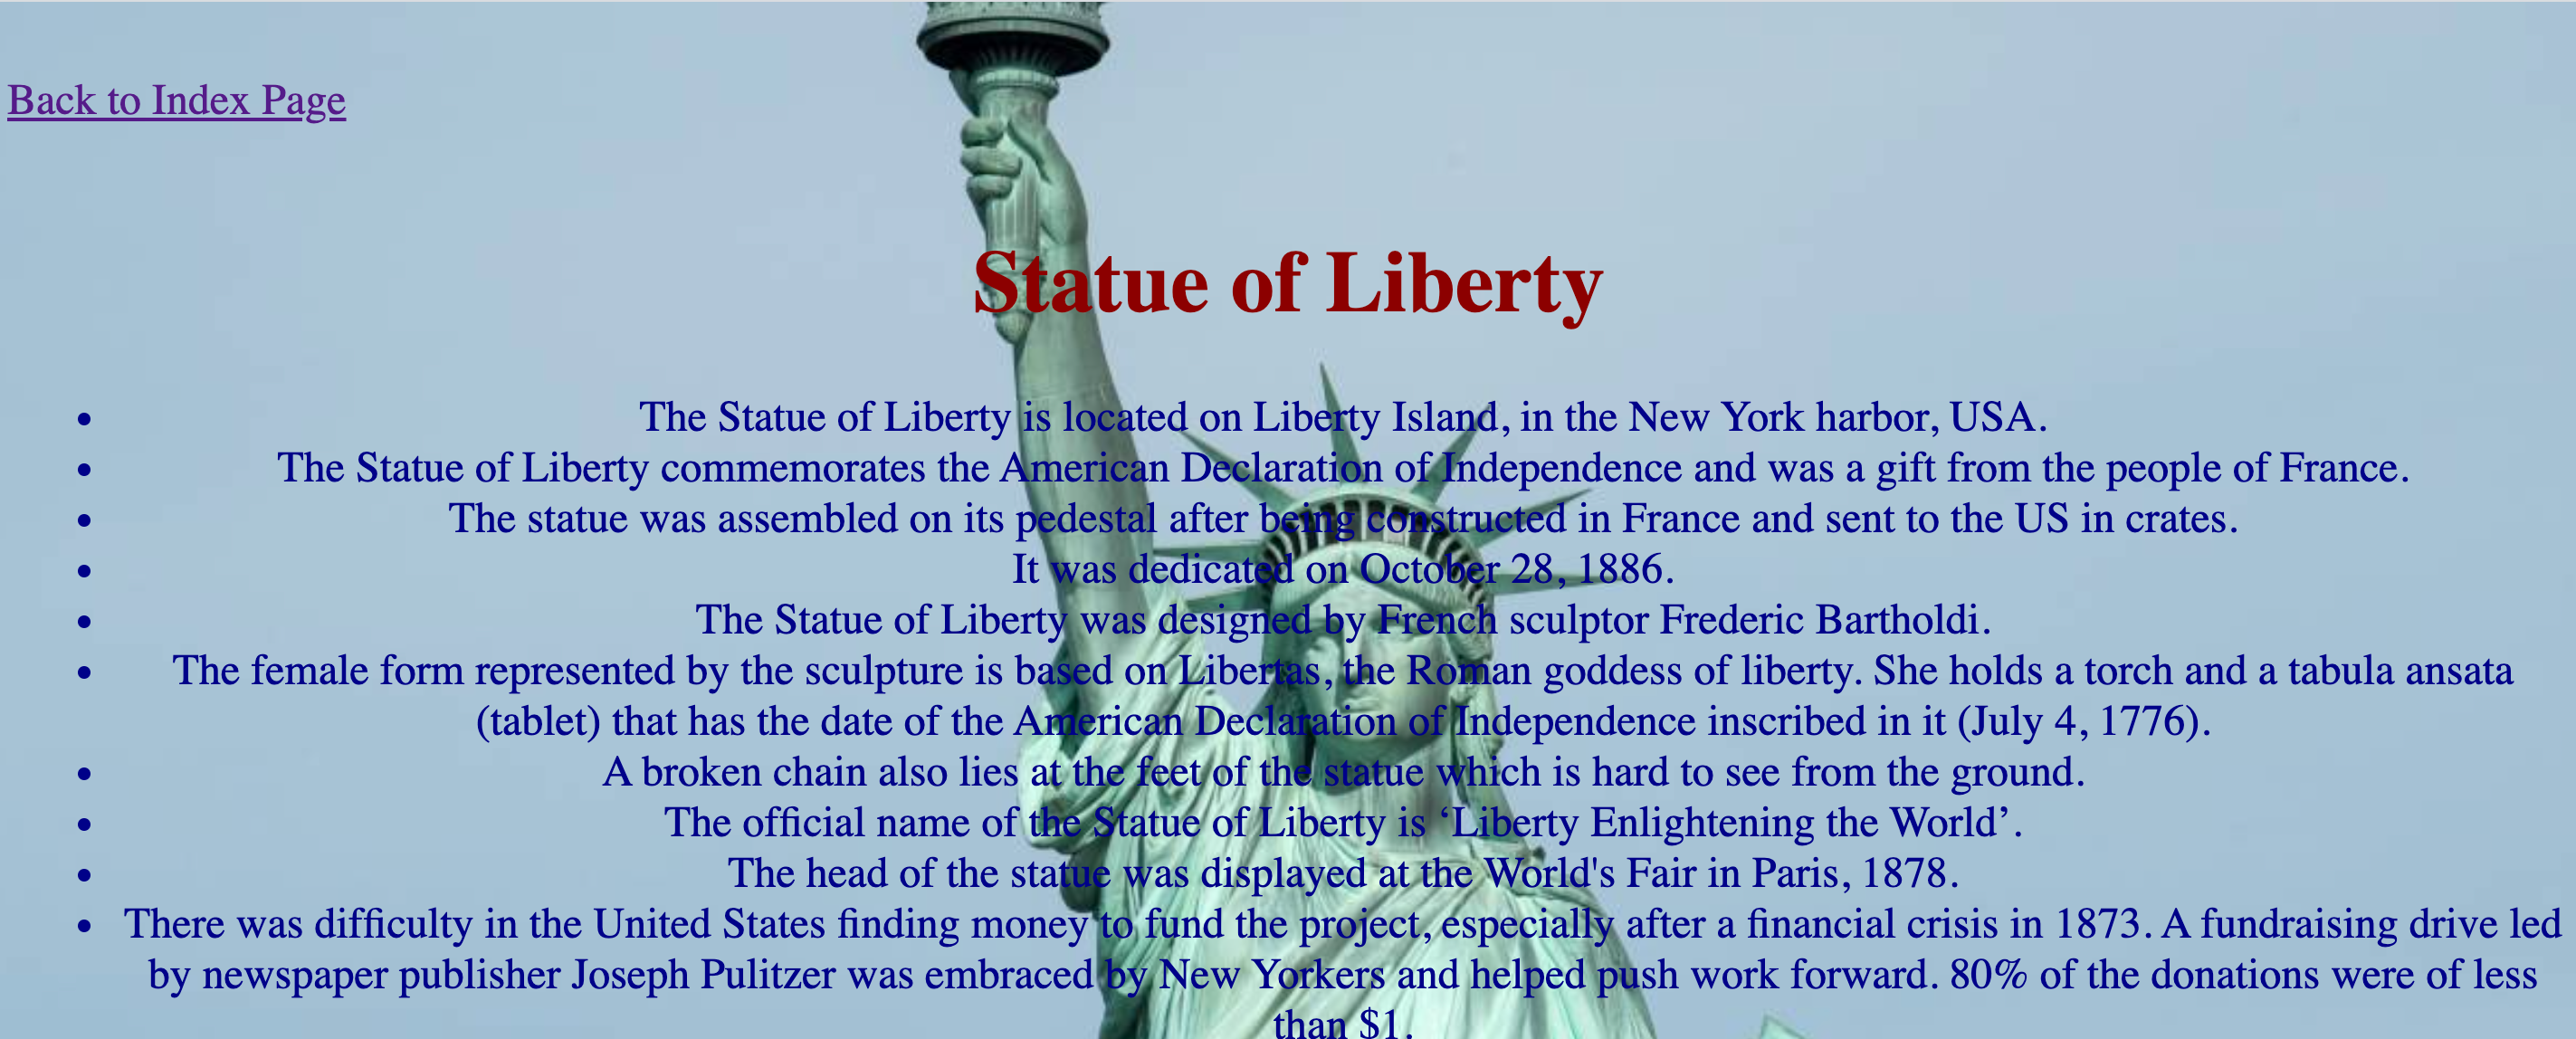 Back to Index Page
Statue of Liberty
• The Statue of Liberty is located on Liberty Island, in the New York harbor, USA.
• The Statue of Liberty commemorates the American Declaration of Independence and was a gift from the people of France.
• The statue was assembled on its pedestal after being constructed in France and sent to the US in crates.
• It was dedicated on October 28, 1886.
• The Statue of Liberty was designed by French sculptor Frederic Bartholdi.
• The female form represented by the sculpture is based on Libertas, the Roman goddess of liberty. She holds a torch and a tabula ansata
(tablet) that has the date of the American Declaration of Independence inscribed in it (July 4, 1776).
• A broken chain also lies at the feet of the statue which is hard to see from the ground.
• The official name of the Statue of Liberty is ‘Liberty Enlightening the World’.
• The head of the statue was displayed at the World's Fair in Paris, 1878.
• There was difficulty in the United States finding money to fund the project, especially after a financial crisis in 1873. A fundraising drive led
by newspaper publisher Joseph Pulitzer was embraced by New Yorkers and helped push work forward. 80% of the donations were of less
than $1.